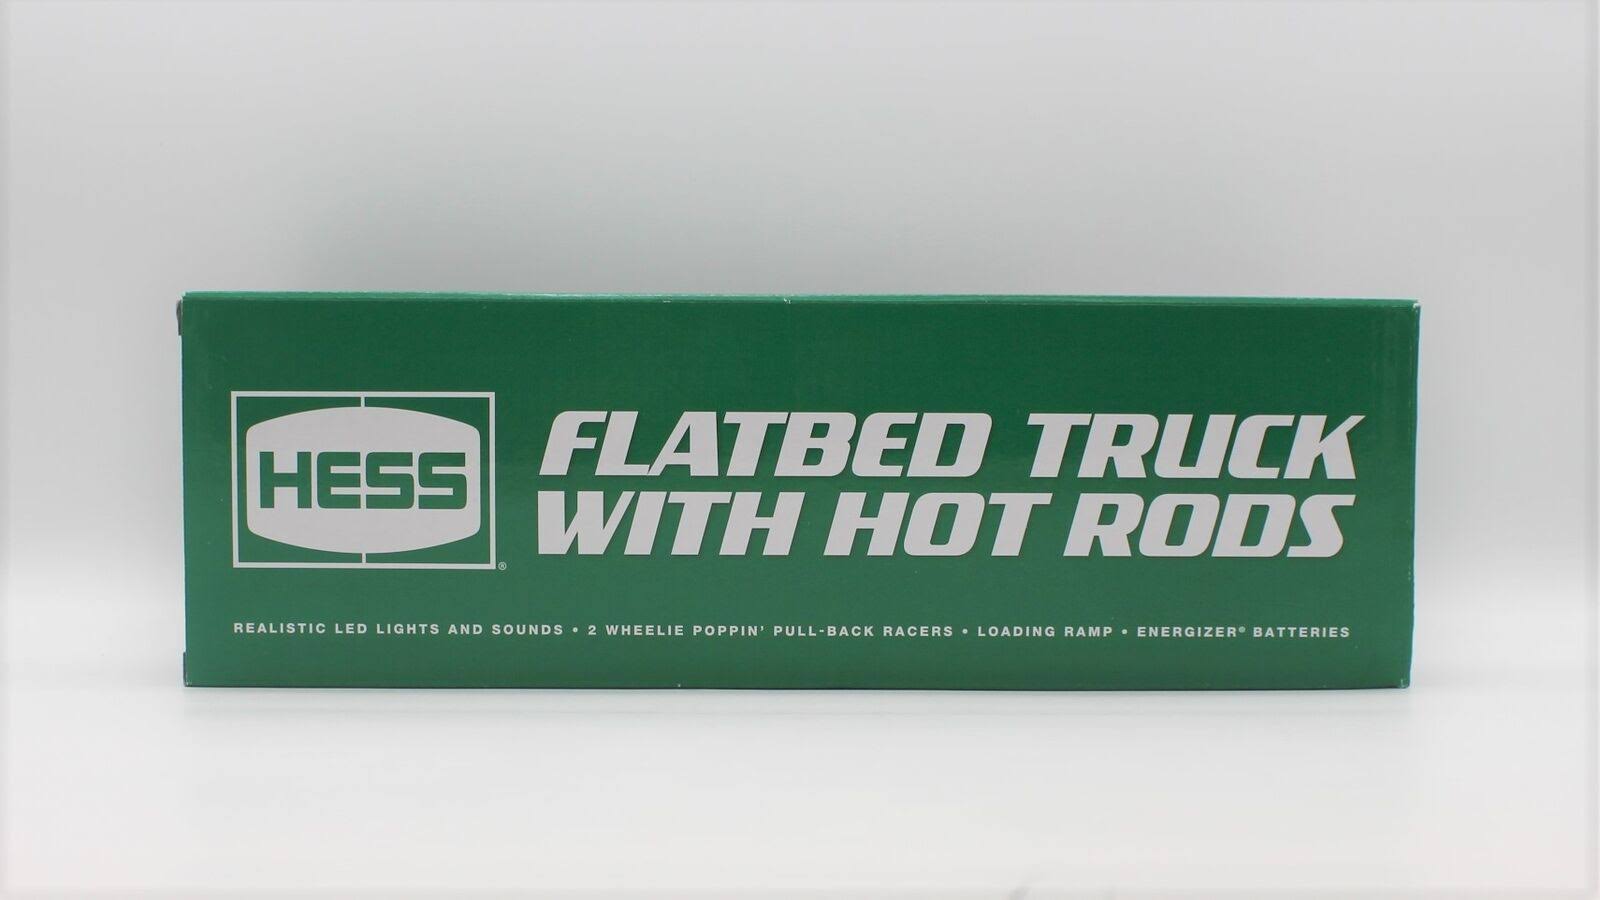 HESS
®
FLATBED TRUCK
WITH HOT RODS
REALISTIC LED LIGHTS AND SOUNDS • 2 WHEELIE POPPIN' PULL-BACK RACERS • LOADING RAMP • ENERGIZER® BATTERIES